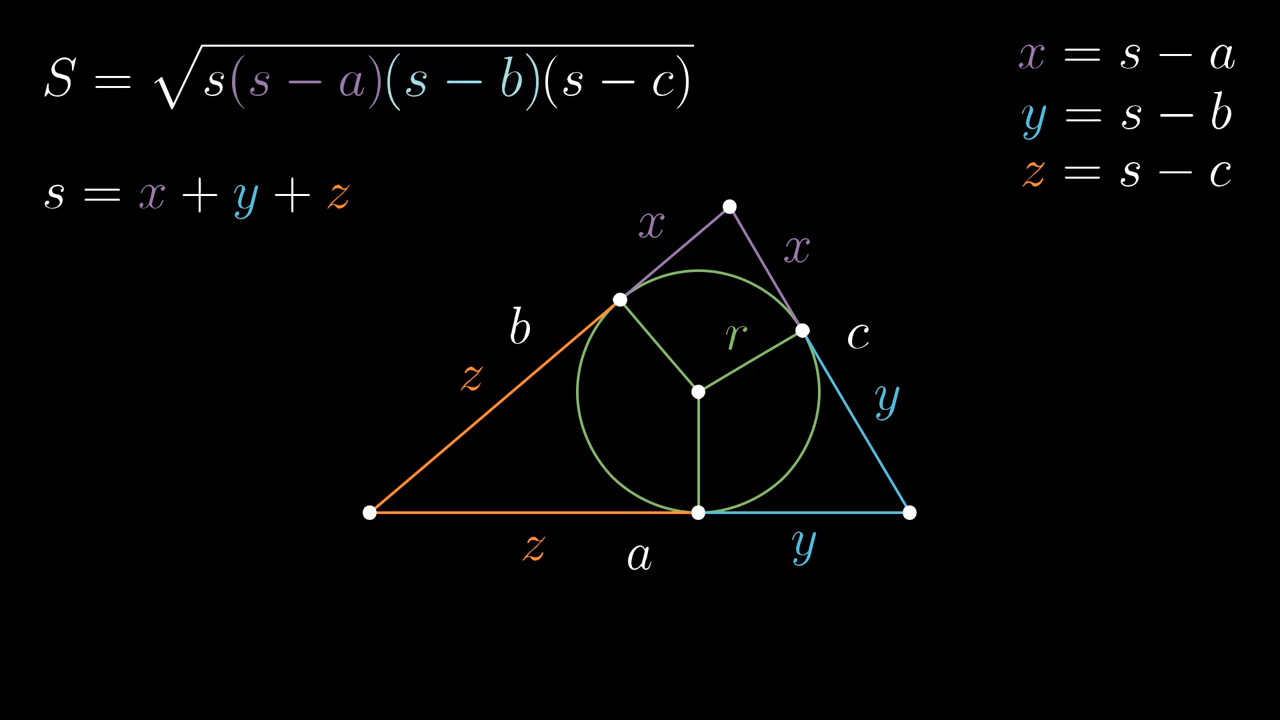 S = √s(s − a)(s − b)(s − c)
x = s − a
y = s − b
z = s − c
s = x + y + z
x
x
b
r
c
z
y
z
a
y